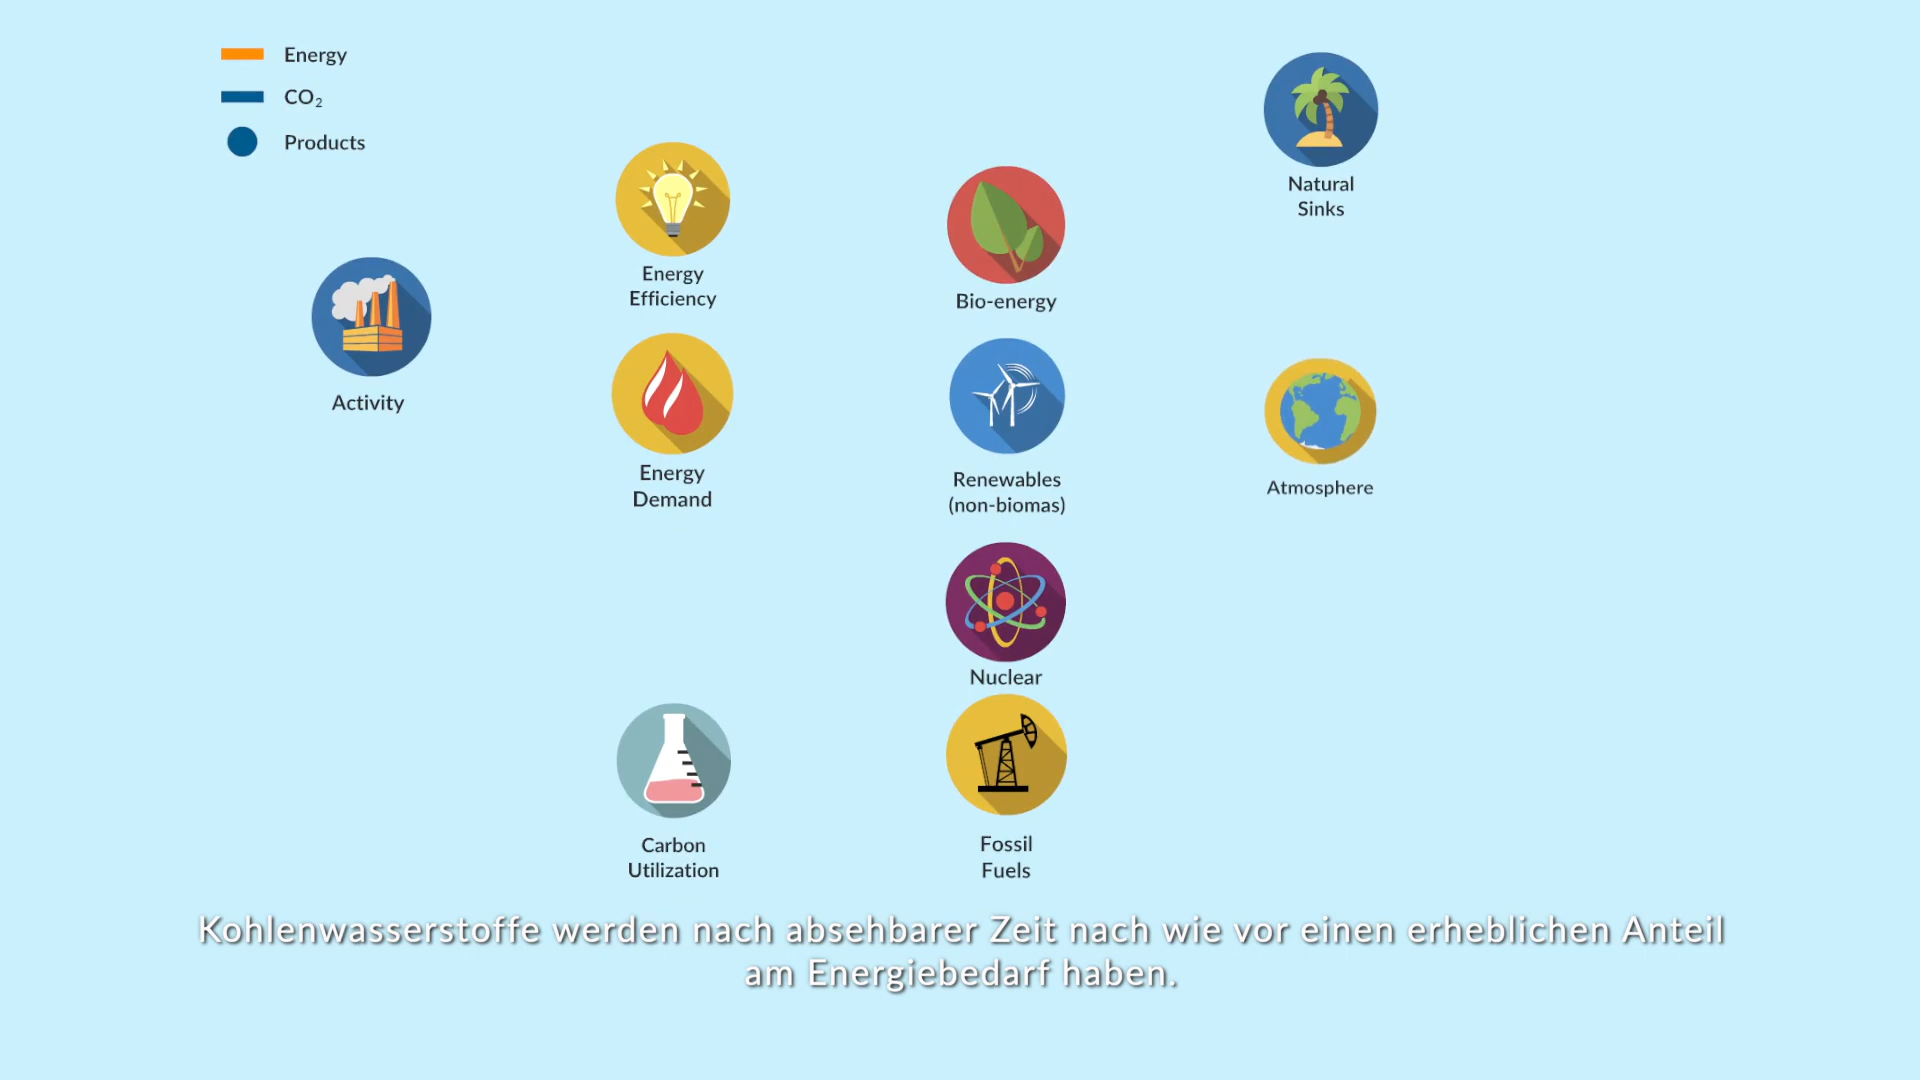 Energy
CO₂
Products
Natural
Sinks
Energy
Efficiency
Bio-energy
Activity
Energy
Demand
Renewables
(non-biomas)
Atmosphere
Nuclear
Carbon
Utilization
Fossil
Fuels
Kohlenwasserstoffe werden nach absehbarer Zeit nach wie vor einen erheblichen Anteil
am Energiebedarf haben.